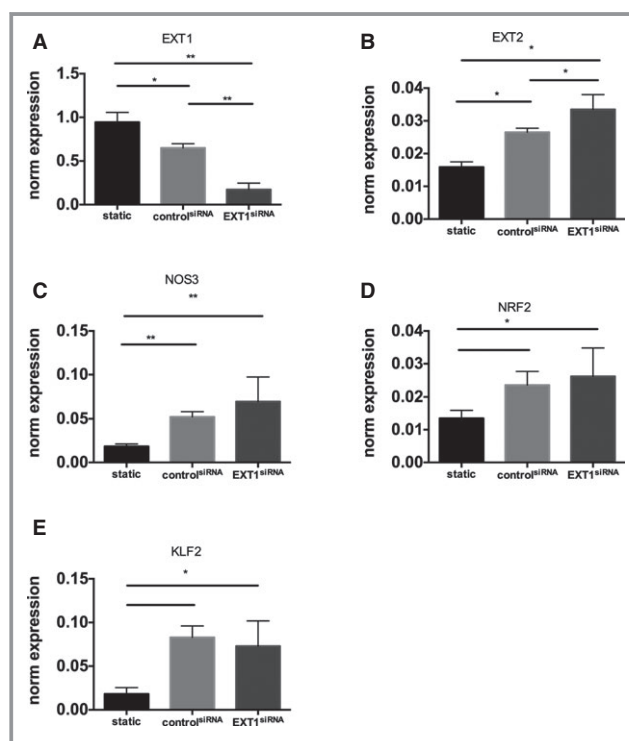 A
EXT1
**
*
**
norm expression
1.5
1.0
0.5
0.0
static
control^siRNA
EXT1^siRNA
B
EXT2
*
*
*
norm expression
0.04
0.03
0.02
0.01
0.00
static
control^siRNA
EXT1^siRNA
C
NOS3
**
**
norm expression
0.15
0.10
0.05
0.00
static
control^siRNA
EXT1^siRNA
D
NRF2
*
norm expression
0.04
0.03
0.02
0.01
0.00
static
control^siRNA
EXT1^siRNA
E
KLF2
*
norm expression
0.15
0.10
0.05
0.00
static
control^siRNA
EXT1^siRNA